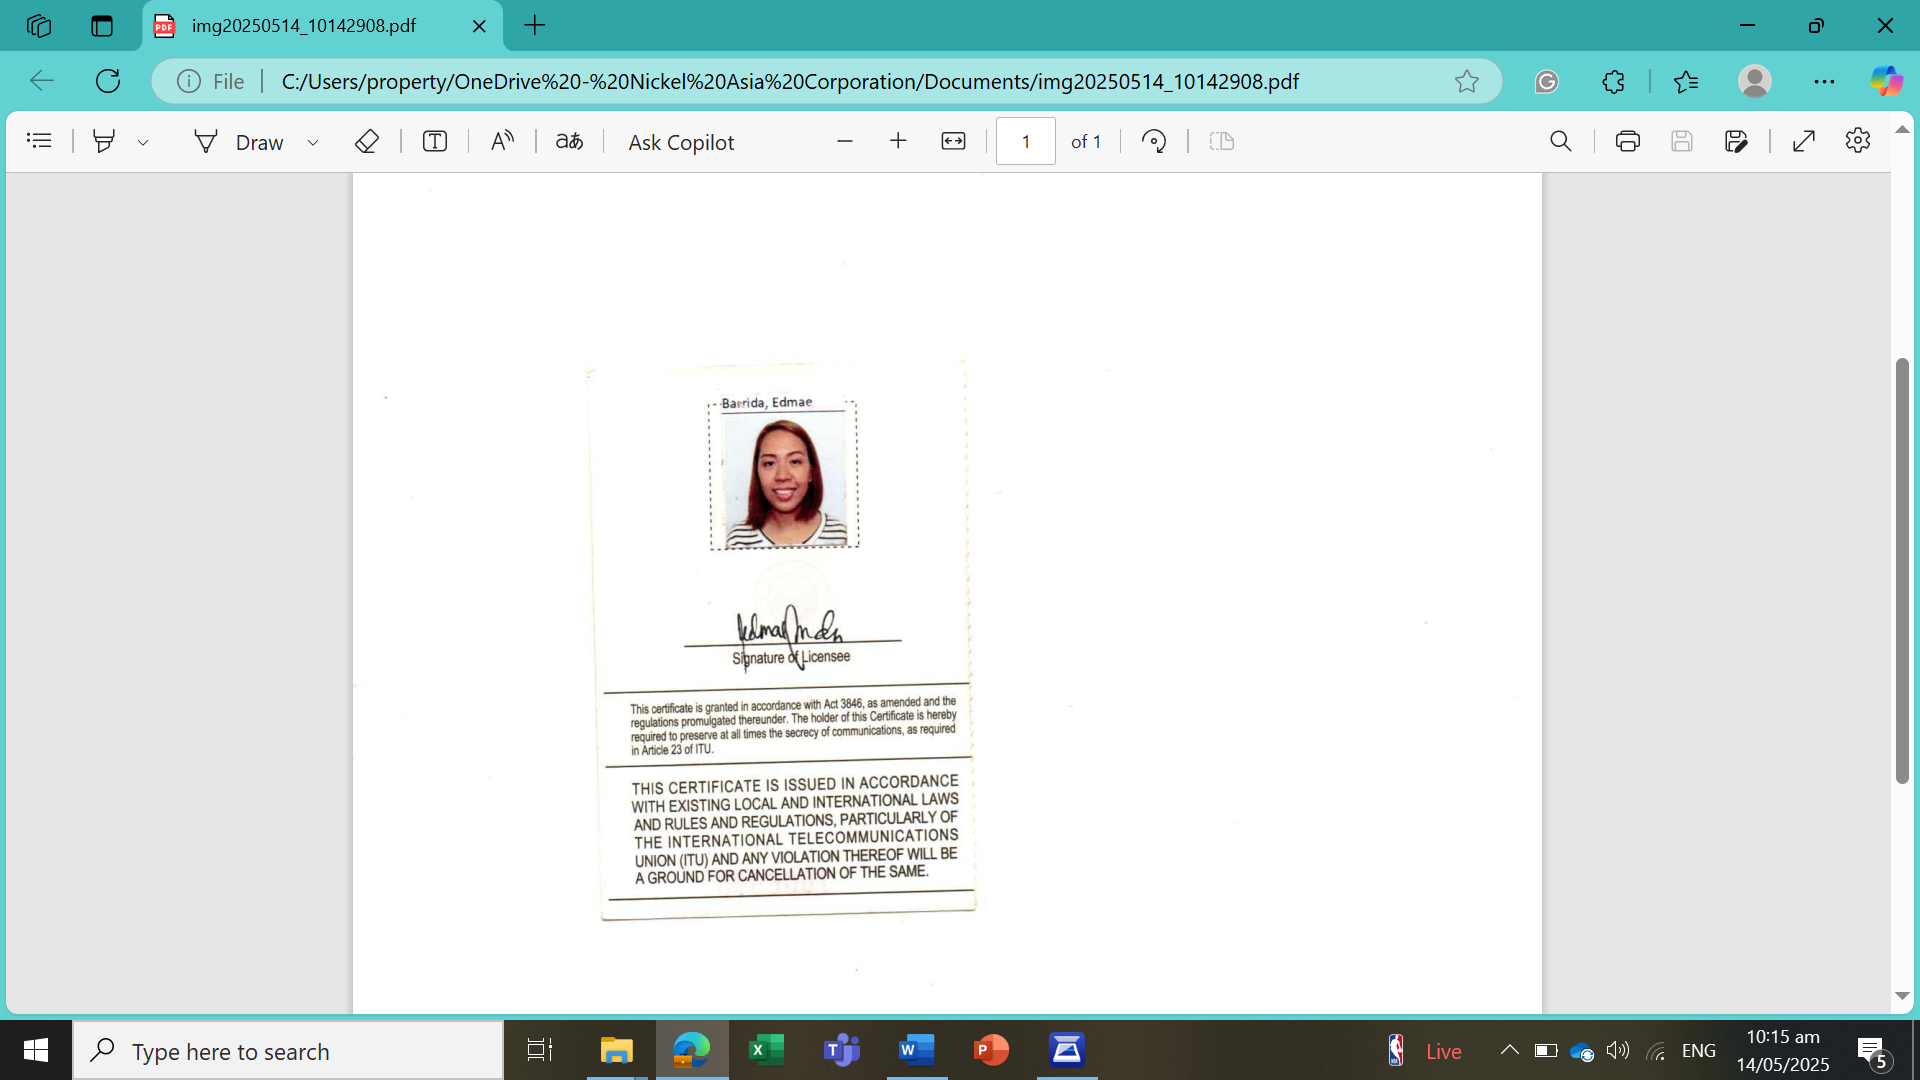 img20250514_10142908.pdf
File
C:/Users/property/OneDrive%20-%20Nickel%20Asia%20Corporation/Documents/img20250514_10142908.pdf
Draw
Ask Copilot
1
of 1
Barrida, Edmae
Signature of Licensee
This certificate is granted in accordance with Act 3846, as amended and the
regulations promulgated thereunder. The holder of this Certificate is hereby
required to preserve at all times the secrecy of communications, as required
in Article 23 of ITU.
THIS CERTIFICATE IS ISSUED IN ACCORDANCE
WITH EXISTING LOCAL AND INTERNATIONAL LAWS
AND RULES AND REGULATIONS, PARTICULARLY OF
THE INTERNATIONAL TELECOMMUNICATIONS
UNION (ITU) AND ANY VIOLATION THEREOF WILL BE
A GROUND FOR CANCELLATION OF THE SAME.
Type here to search
Live
ENG
10:15 am
14/05/2025
5